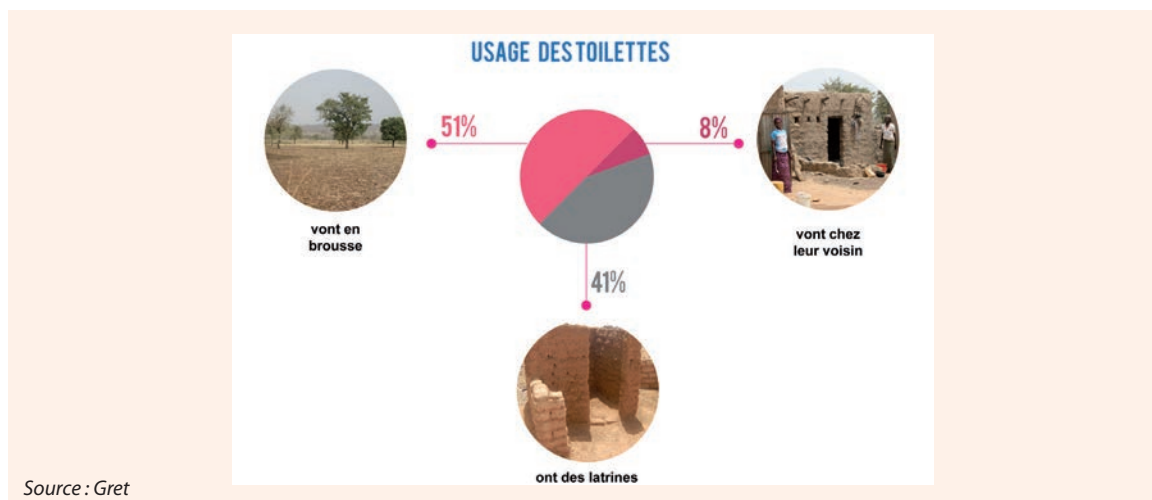 USAGE DES TOILETTES
51%
8%
vont en
brousse
vont chez
leur voisin
41%
ont des latrines
Source : Gret